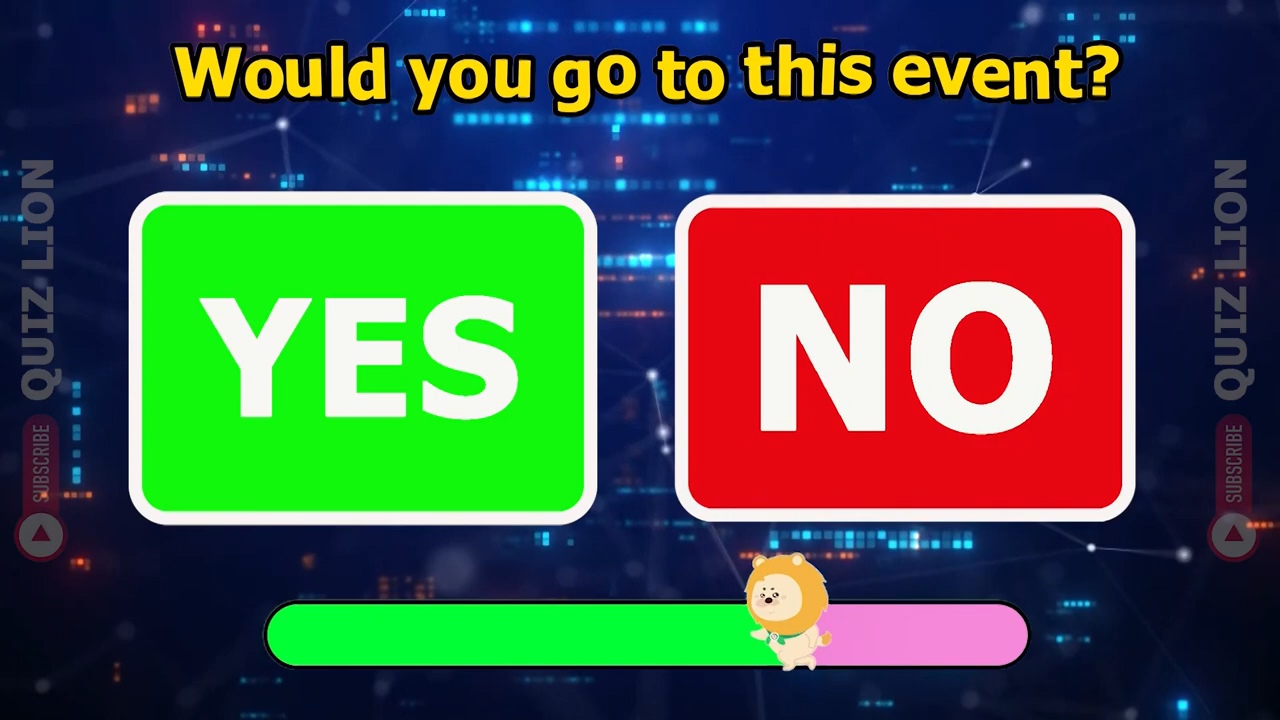 Would you go to this event?
YES
NO
QUIZ LION
SUBSCRIBE
QUIZ LION
SUBSCRIBE